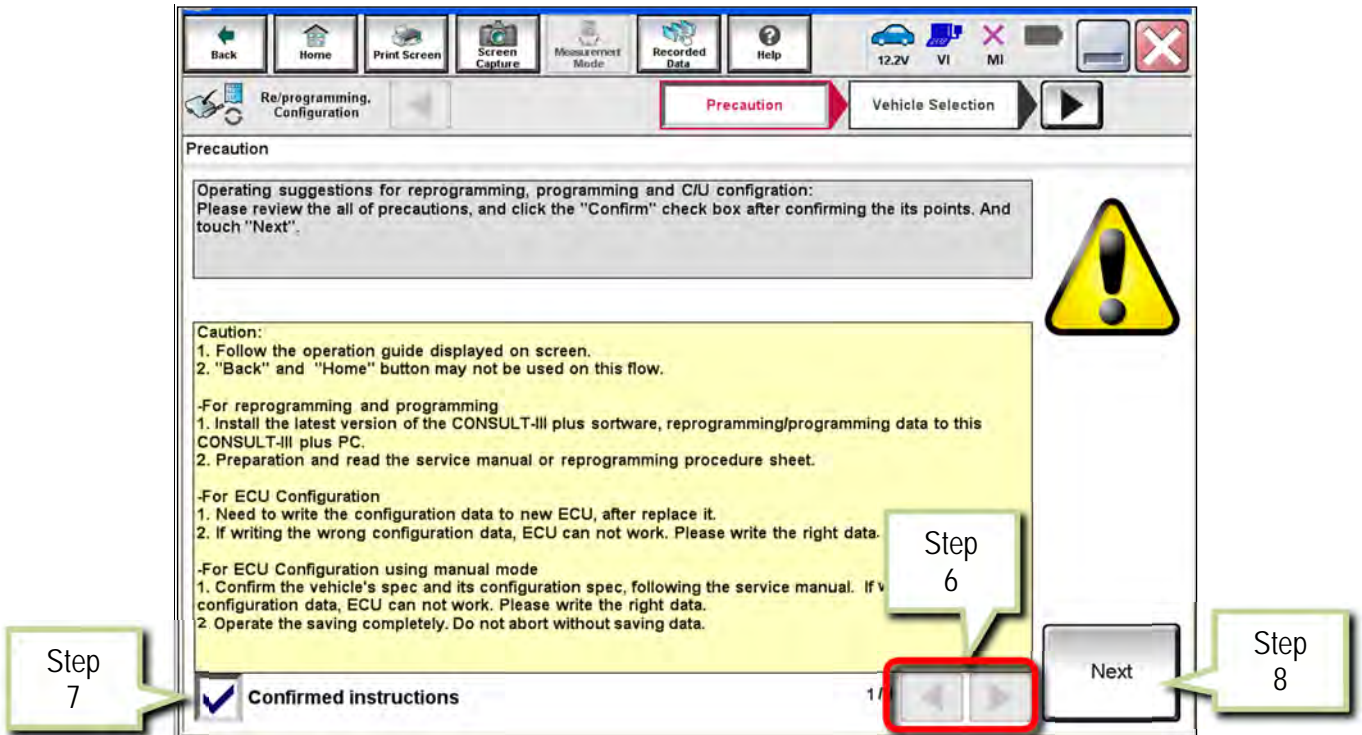 Back
Home
Print Screen
Screen Capture
Measurement Mode
Recorded Data
Help
12.2V
VI
MI
Re/programming, Configuration
Precaution
Vehicle Selection
Precaution
Operating suggestions for reprogramming, programming and C/U configration:
Please review the all of precautions, and click the "Confirm" check box after confirming the its points. And
touch "Next".
Caution:
1. Follow the operation guide displayed on screen.
2. "Back" and "Home" button may not be used on this flow.
-For reprogramming and programming
1. Install the latest version of the CONSULT-III plus sortware, reprogramming/programming data to this
CONSULT-III plus PC.
2. Preparation and read the service manual or reprogramming procedure sheet.
-For ECU Configuration
1. Need to write the configuration data to new ECU, after replace it.
2. If writing the wrong configuration data, ECU can not work. Please write the right data.
-For ECU Configuration using manual mode
1. Confirm the vehicle's spec and its configuration spec, following the service manual. If
configuration data, ECU can not work. Please write the right data.
2 Operate the saving completely. Do not abort without saving data.
Step
6
Step
7
Confirmed instructions
1/
Next
Step
8